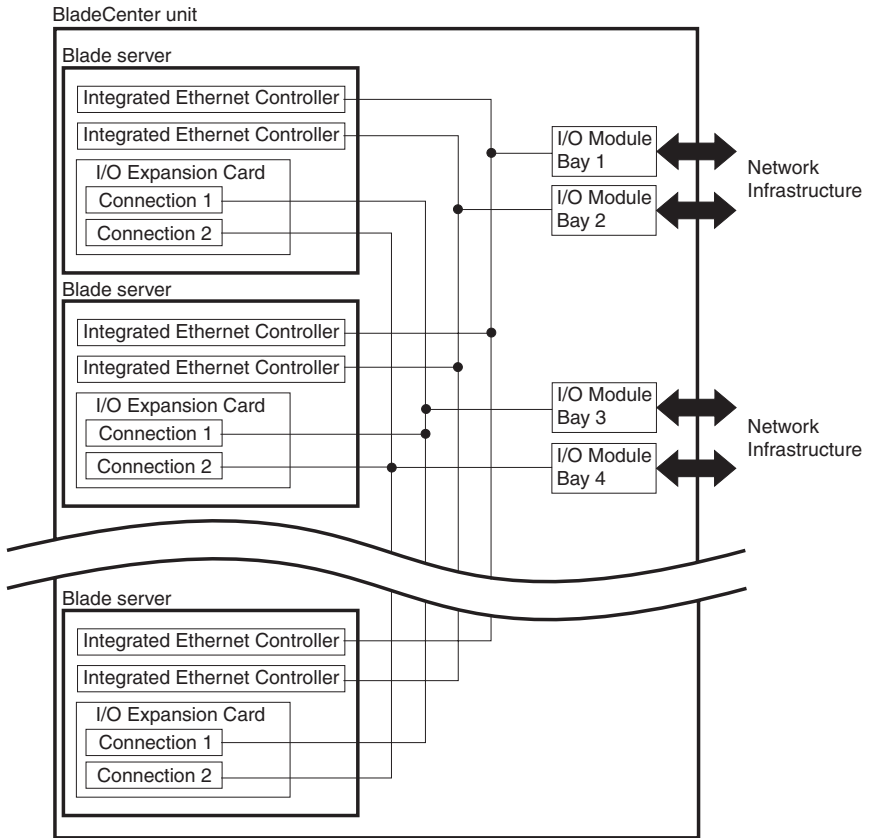 BladeCenter unit
Blade server
Integrated Ethernet Controller
Integrated Ethernet Controller
I/O Expansion Card
Connection 1
Connection 2
I/O Module
Bay 1
I/O Module
Bay 2
Network
Infrastructure
Blade server
Integrated Ethernet Controller
Integrated Ethernet Controller
I/O Expansion Card
Connection 1
Connection 2
I/O Module
Bay 3
I/O Module
Bay 4
Network
Infrastructure
Blade server
Integrated Ethernet Controller
Integrated Ethernet Controller
I/O Expansion Card
Connection 1
Connection 2